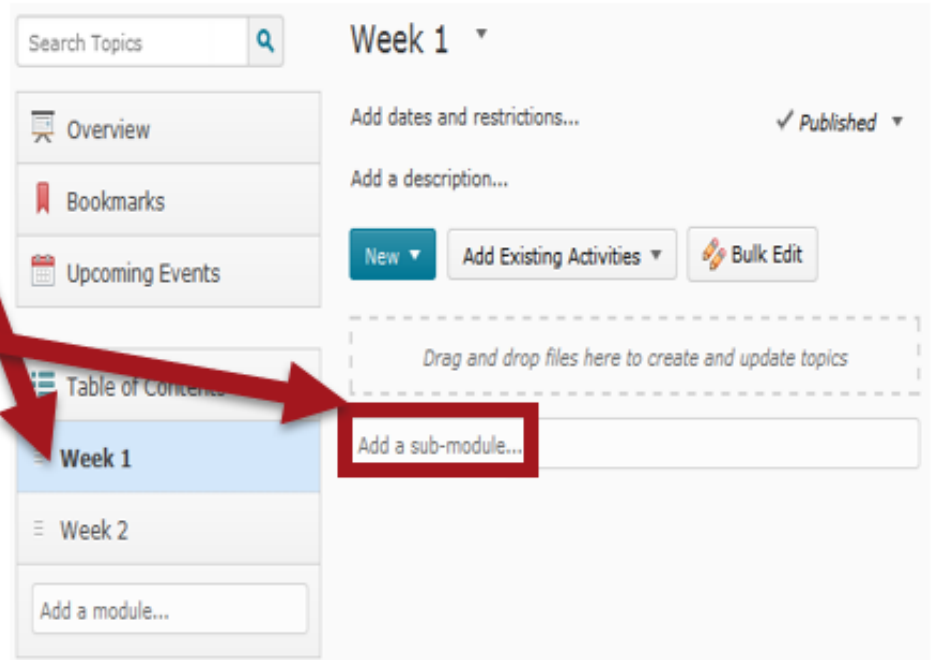 Search Topics
Overview
Bookmarks
Upcoming Events
Table of Contents
Week 1
Week 2
Add a module...
Week 1
Add dates and restrictions...
Published
Add a description...
New
Add Existing Activities
Bulk Edit
Drag and drop files here to create and update topics
Add a sub-module...